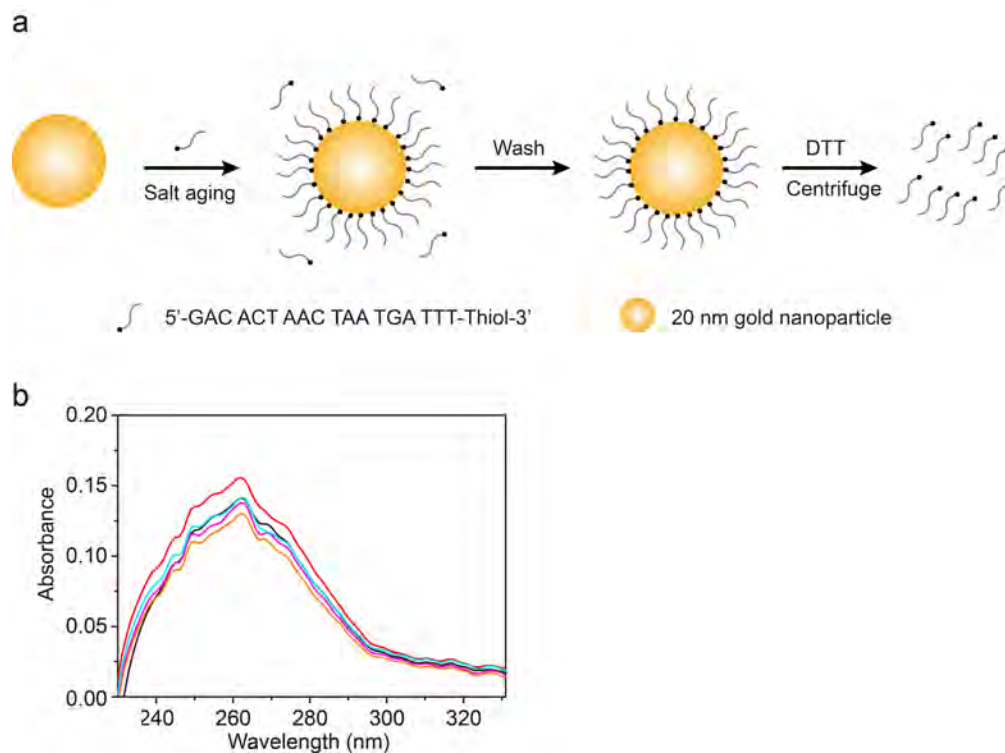 a
Salt aging
Wash
DTT
Centrifuge
5'-GAC ACT AAC TAA TGA TTT-Thiol-3'
20 nm gold nanoparticle
b
0.20
0.15
0.10
0.05
0.00
Absorbance
240 260 280 300 320
Wavelength (nm)